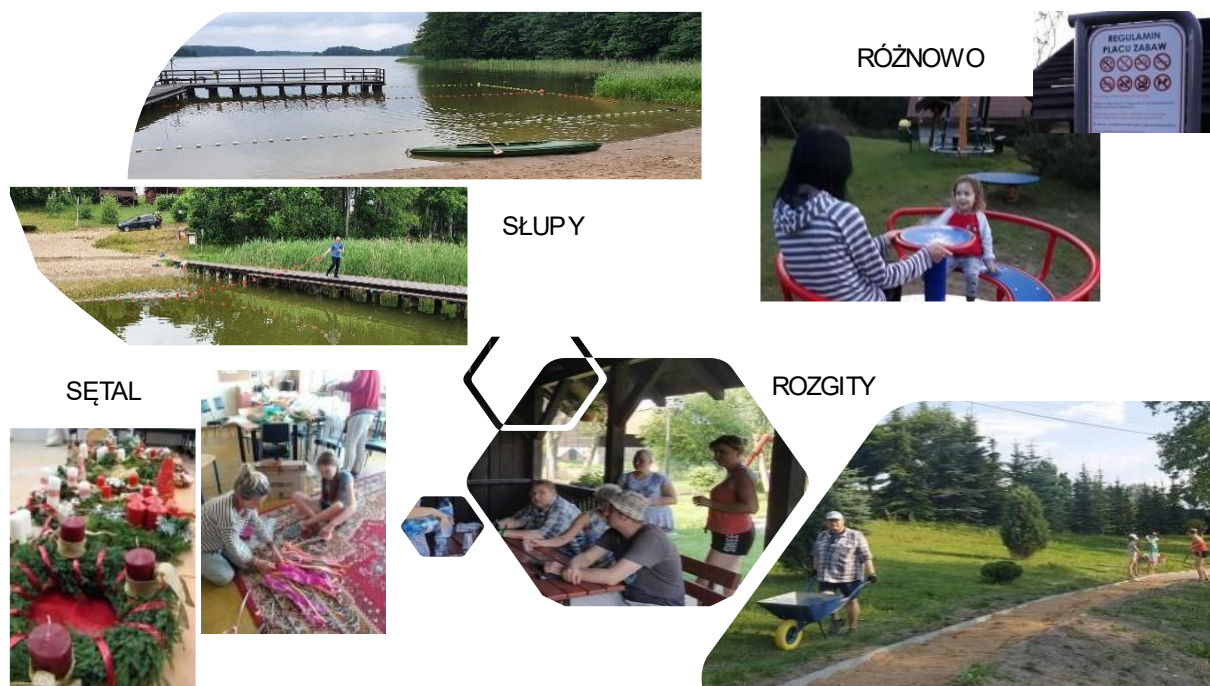 RÓŻNOWO
REGULAMIN
PLACU ZABAW
SŁUPY
SĘTAL
ROZGITY